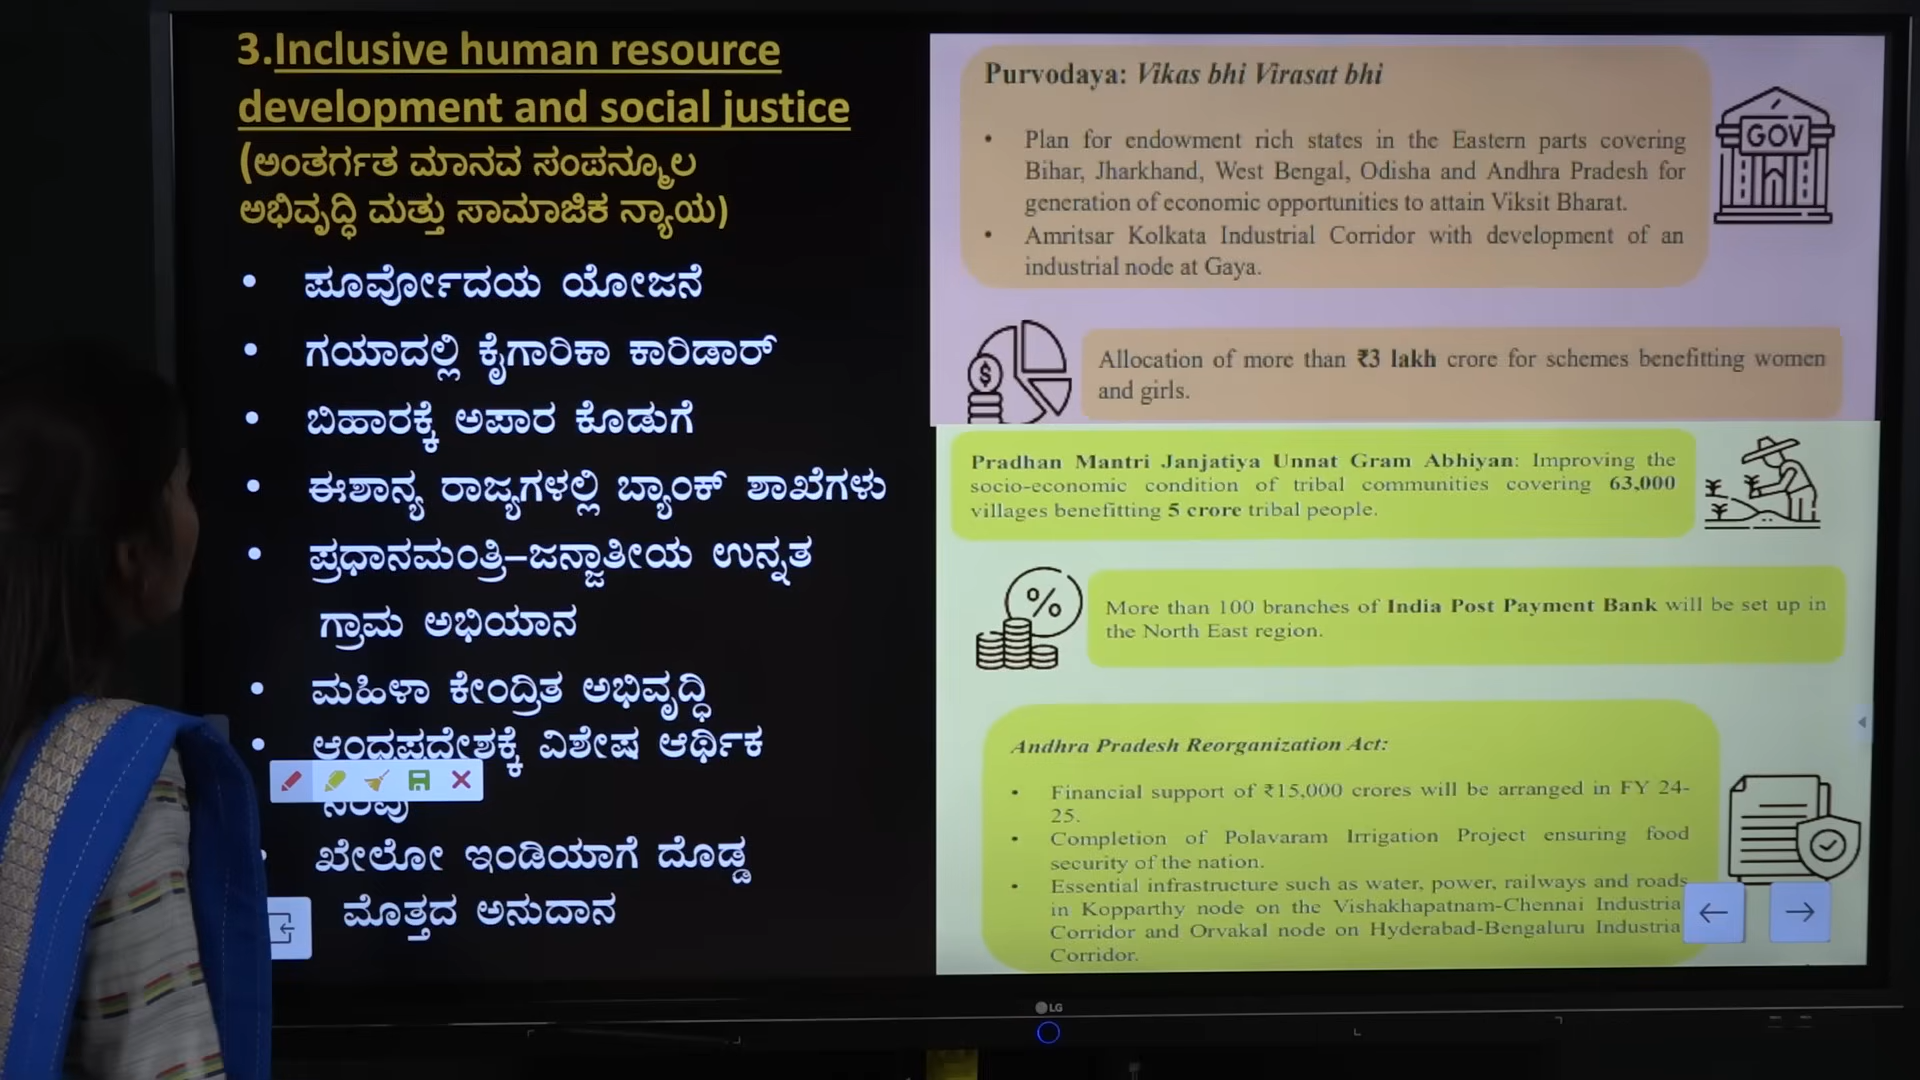 3.Inclusive human resource
development and social justice
(ಅಂತರ್ಗತ ಮಾನವ ಸಂಪನ್ಮೂಲ
ಅಭಿವೃದ್ಧಿ ಮತ್ತು ಸಾಮಾಜಿಕ ನ್ಯಾಯ)
• ಪೂರ್ವೋದಯ ಯೋಜನೆ
• ಗಯಾದಲ್ಲಿ ಕೈಗಾರಿಕಾ ಕಾರಿಡಾರ್
• ಬಿಹಾರಕ್ಕೆ ಅಪಾರ ಕೊಡುಗೆ
• ಈಶಾನ್ಯ ರಾಜ್ಯಗಳಲ್ಲಿ ಬ್ಯಾಂಕ್ ಶಾಖೆಗಳು
• ಪ್ರಧಾನಮಂತ್ರಿ–ಜನ್ಜಾತೀಯ ಉನ್ನತ
ಗ್ರಾಮ ಅಭಿಯಾನ
• ಮಹಿಳಾ ಕೇಂದ್ರಿತ ಅಭಿವೃದ್ಧಿ
• ಆಂಧ್ರಪ್ರದೇಶಕ್ಕೆ ವಿಶೇಷ ಆರ್ಥಿಕ
ಖೇಲೋ ಇಂಡಿಯಾಗೆ ದೊಡ್ಡ
ಮೊತ್ತದ ಅನುದಾನ
Purvodaya: Vikas bhi Virasat bhi
• Plan for endowment rich states in the Eastern parts covering
Bihar, Jharkhand, West Bengal, Odisha and Andhra Pradesh for
generation of economic opportunities to attain Viksit Bharat.
• Amritsar Kolkata Industrial Corridor with development of an
industrial node at Gaya.
GOV
$
Allocation of more than ₹3 lakh crore for schemes benefitting women
and girls.
Pradhan Mantri Janjatiya Unnat Gram Abhiyan: Improving the
socio-economic condition of tribal communities covering 63,000
villages benefitting 5 crore tribal people.
%
More than 100 branches of India Post Payment Bank will be set up in
the North East region.
Andhra Pradesh Reorganization Act:
• Financial support of ₹15,000 crores will be arranged in FY 24-
25.
• Completion of Polavaram Irrigation Project ensuring food
security of the nation.
• Essential infrastructure such as water, power, railways and roads
in Kopparthy node on the Vishakhapatnam-Chennai Industria
Corridor and Orvakal node on Hyderabad-Bengaluru Industria
Corridor.
LG